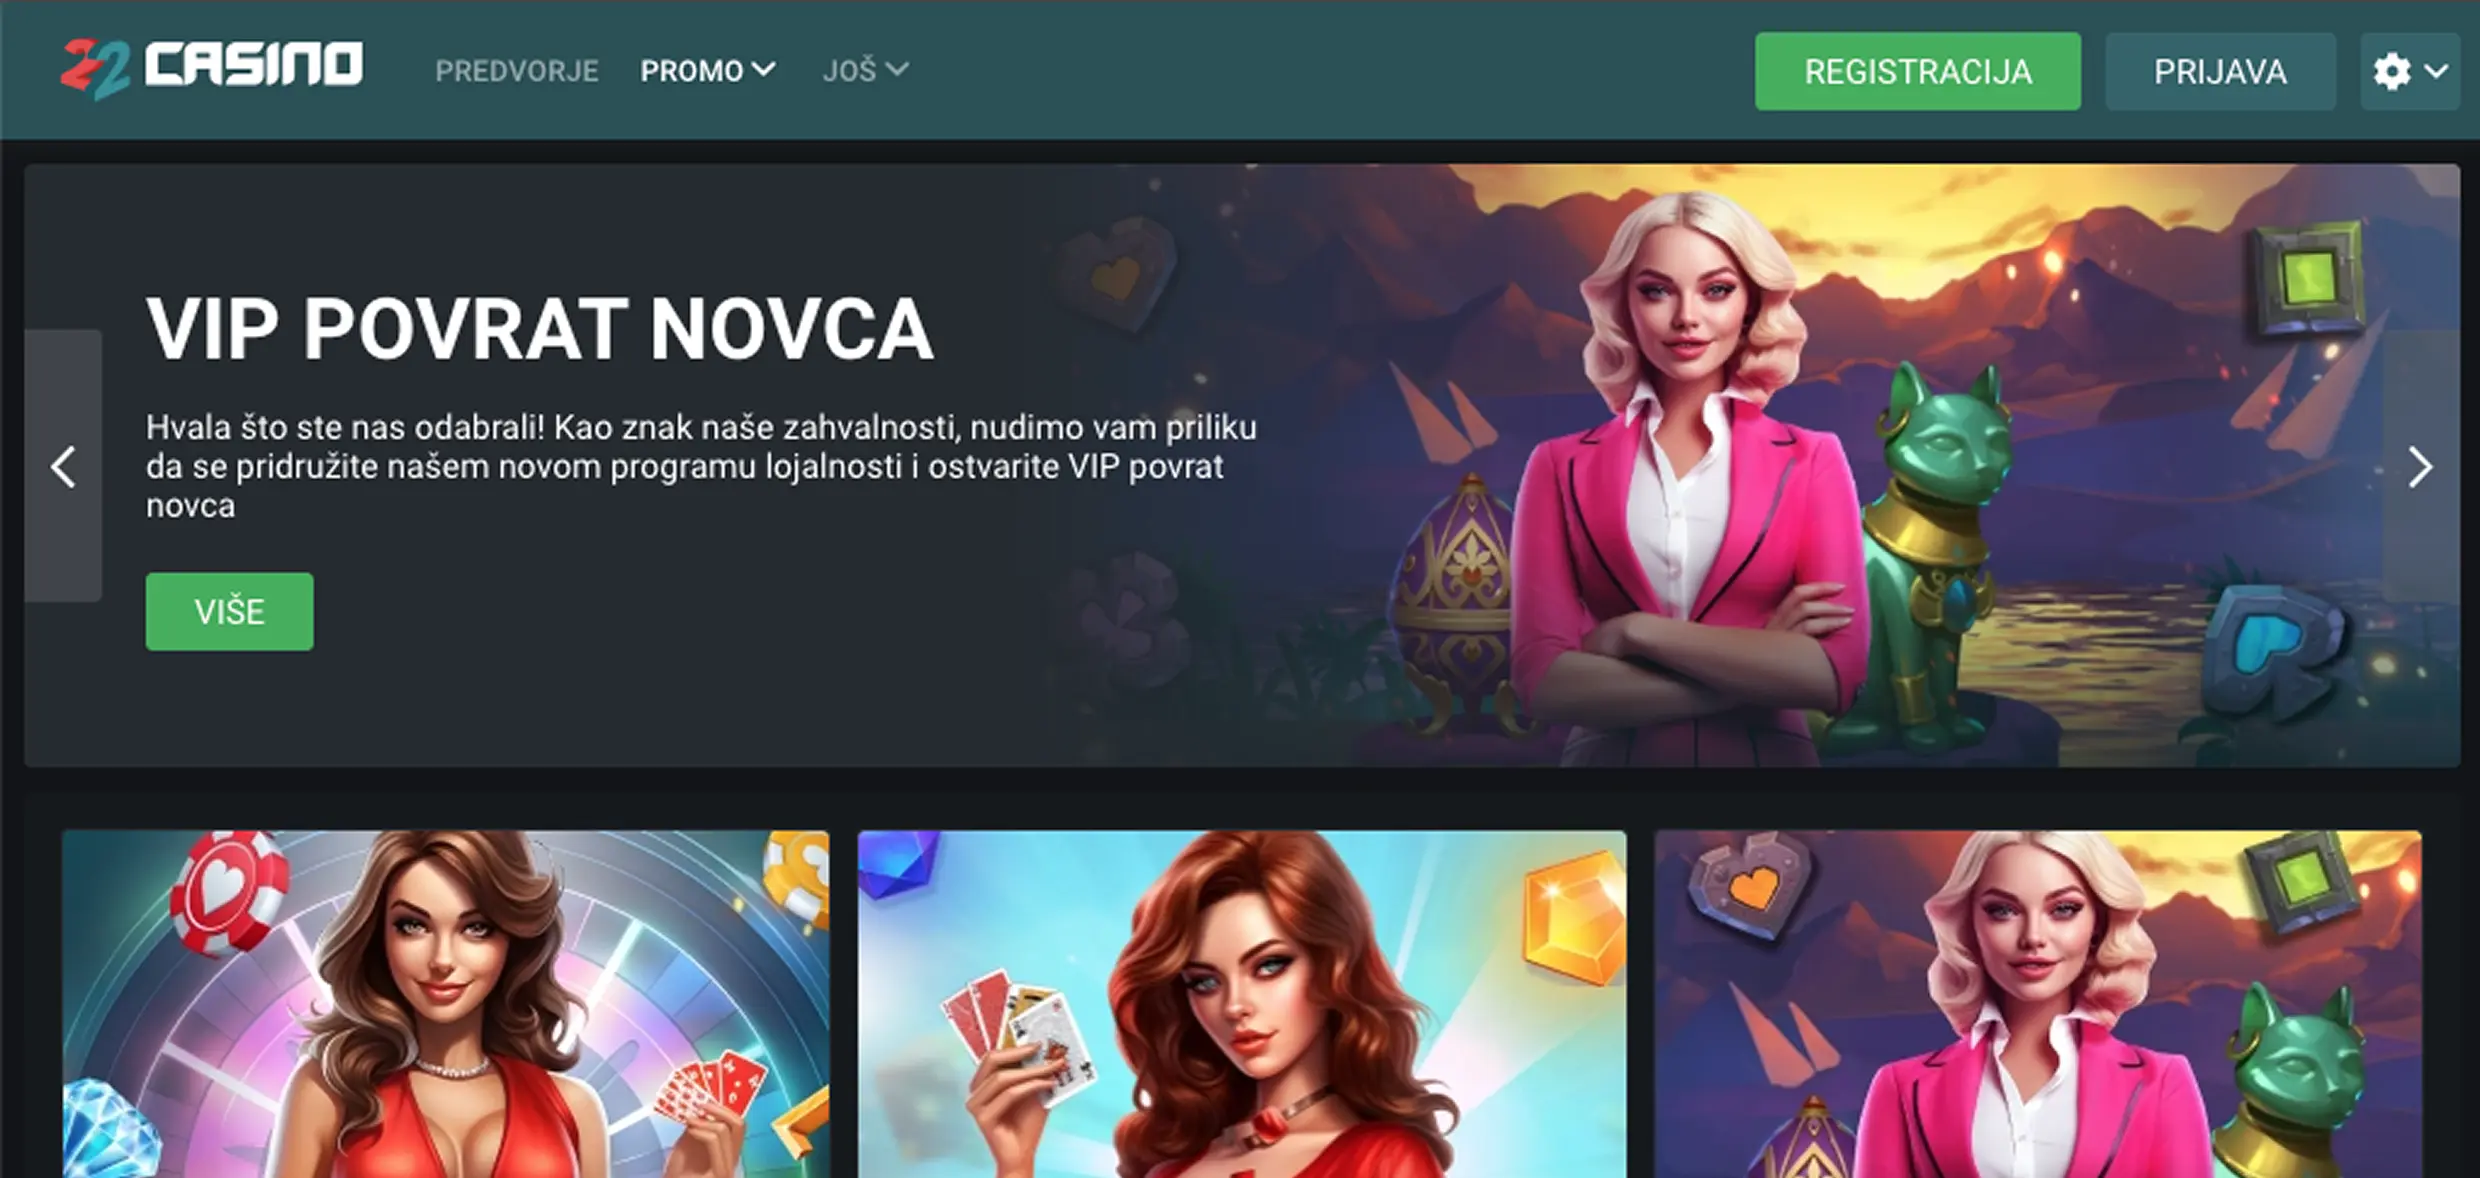 22 CASINO
PREDVORJE
PROMO
JOŠ
REGISTRACIJA
PRIJAVA
VIP POVRAT NOVCA
Hvala što ste nas odabrali! Kao znak naše zahvalnosti, nudimo vam priliku
da se pridružite našem novom programu lojalnosti i ostvarite VIP povrat
novca
VIŠE